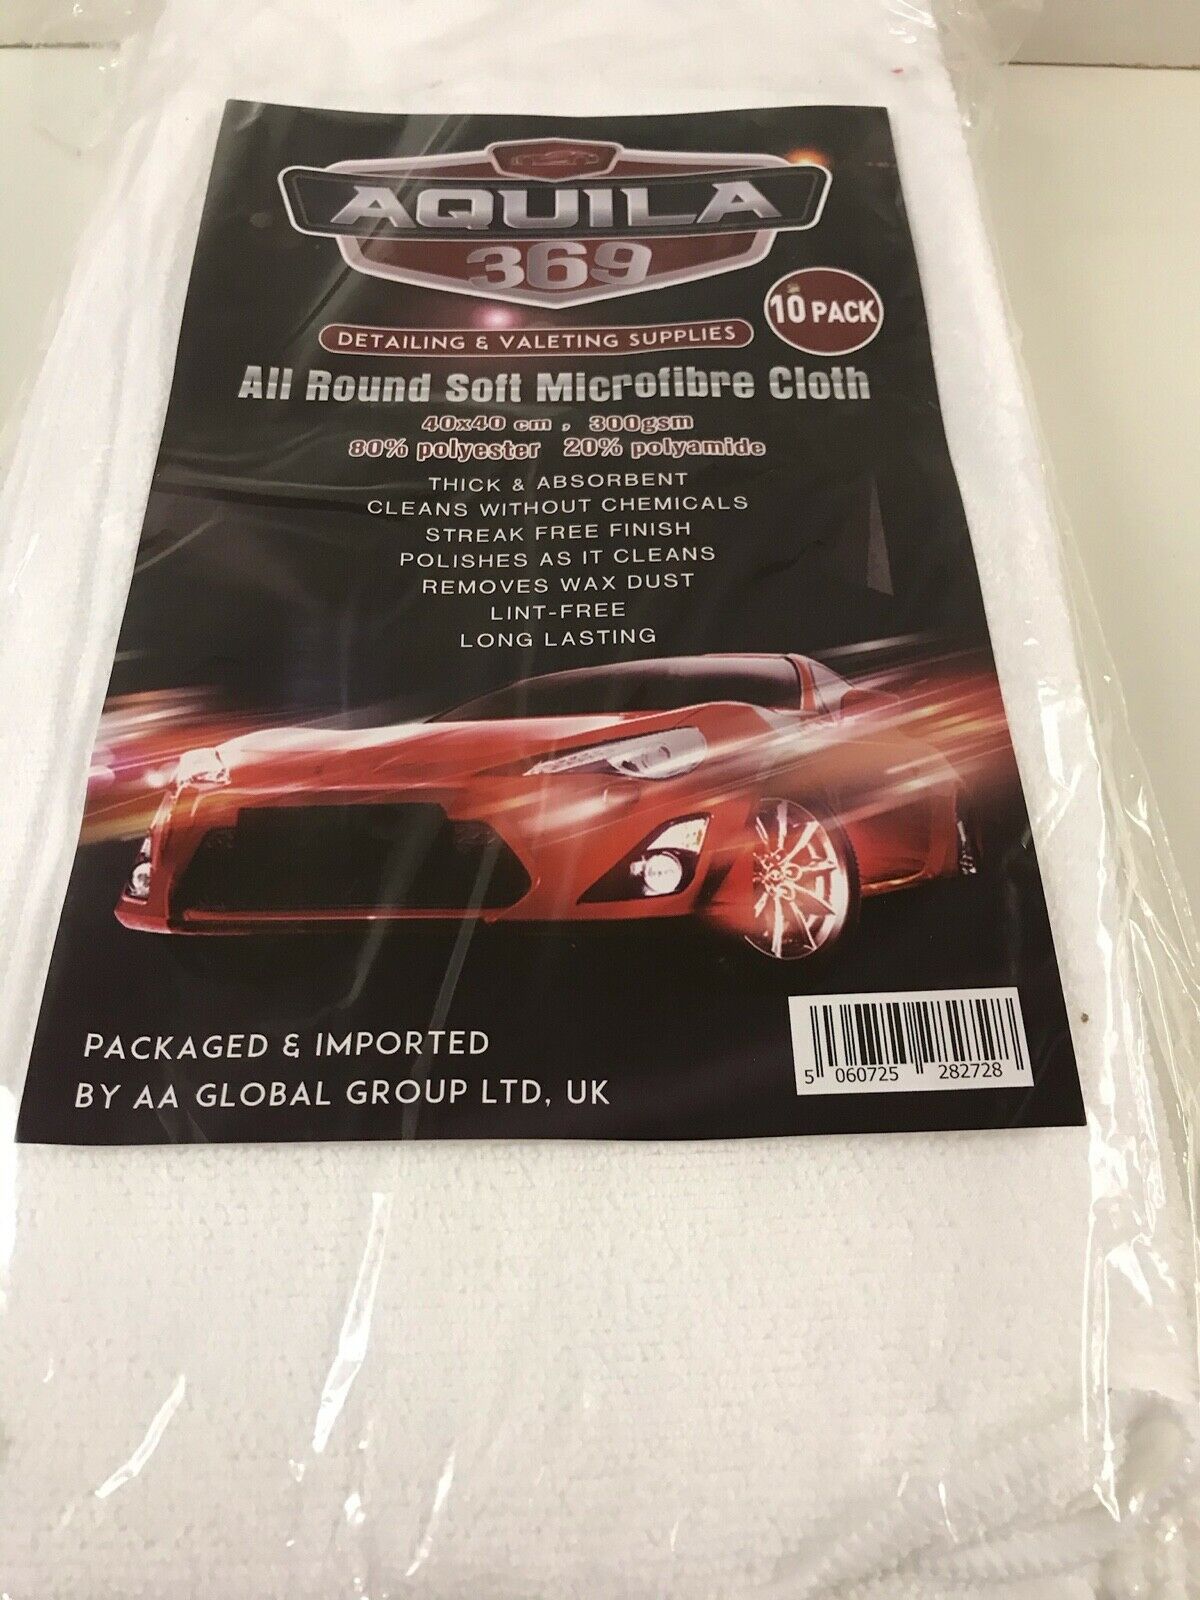 AQUILA
369
10 PACK
DETAILING & VALETING SUPPLIES
All Round Soft Microfibre Cloth
40x40 cm , 300gsm
80% polyester 20% polyamide
THICK & ABSORBENT
CLEANS WITHOUT CHEMICALS
STREAK FREE FINISH
POLISHES AS IT CLEANS
REMOVES WAX DUST
LINT-FREE
LONG LASTING
PACKAGED & IMPORTED
BY AA GLOBAL GROUP LTD, UK
5 060725 282728